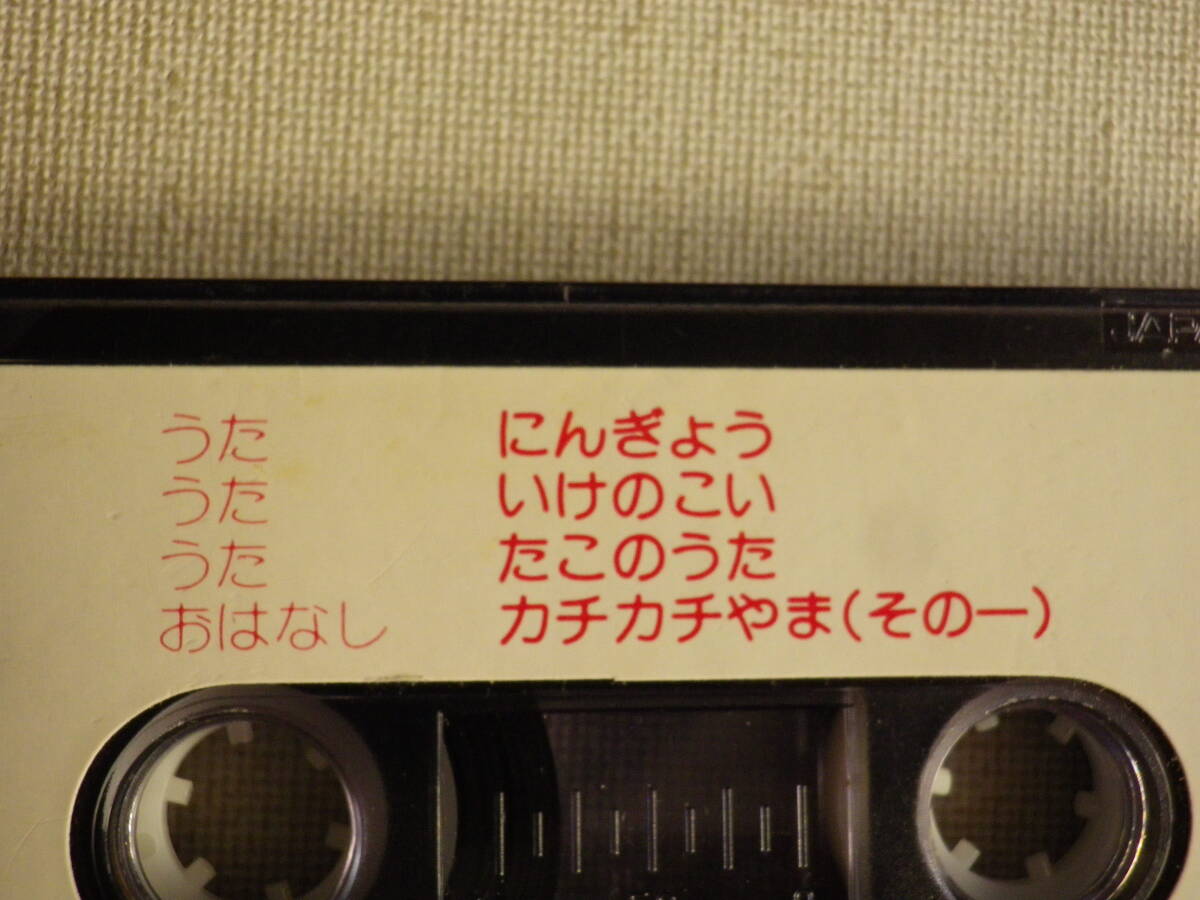 うた にんぎょう
うた いけのこい
うた たこのうた
おはなし カチカチやま(その一)